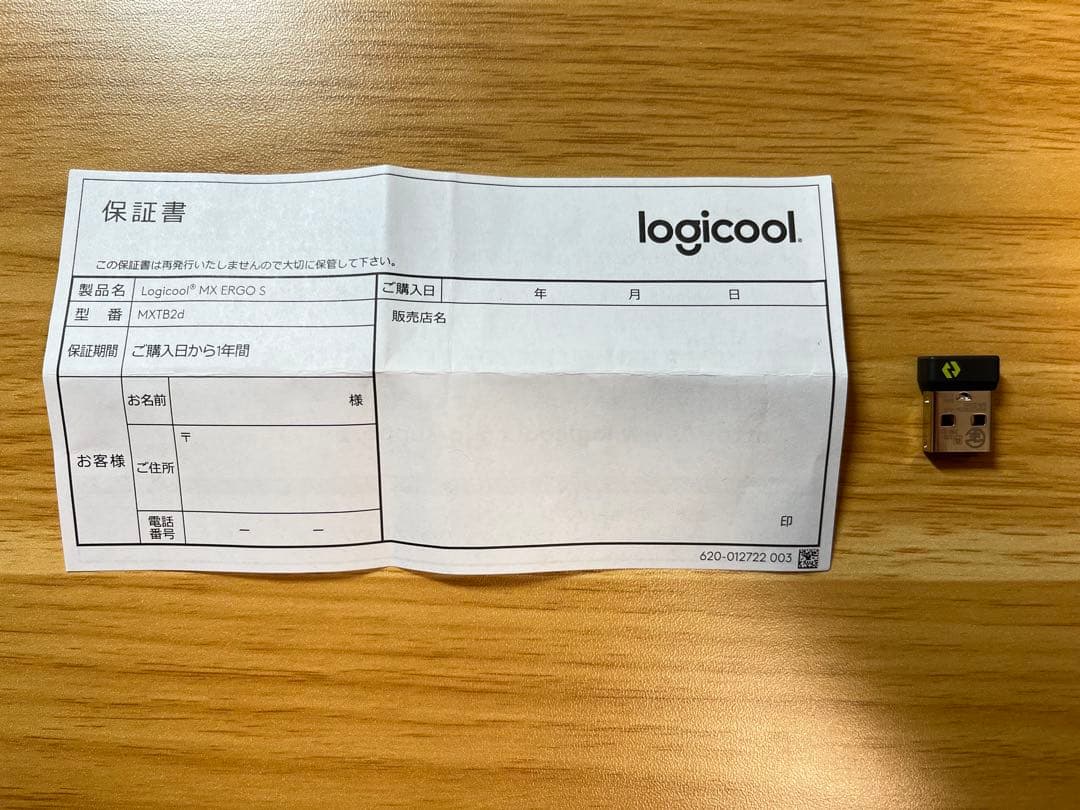 保証書
logicool
この保証書は再発行いたしませんので大切に保管して下さい。
製品名 Logicool® MX ERGO S
型 番 MXTB2d
保証期間 ご購入日から1年間
お客様
お名前 様
ご住所 〒
電話番号 ー ー
ご購入日 年 月 日
販売店名
印
620-012722 003